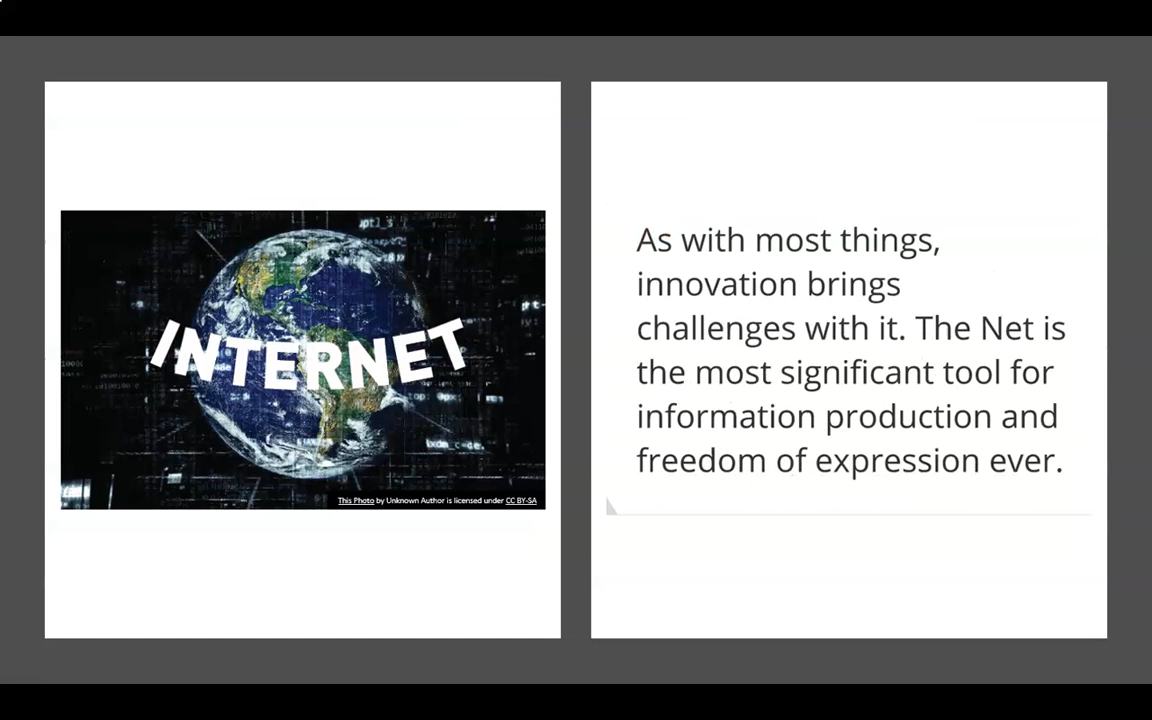 INTERNET
This Photo by Unknown Author is licensed under CC BY-SA
As with most things,
innovation brings
challenges with it. The Net is
the most significant tool for
information production and
freedom of expression ever.